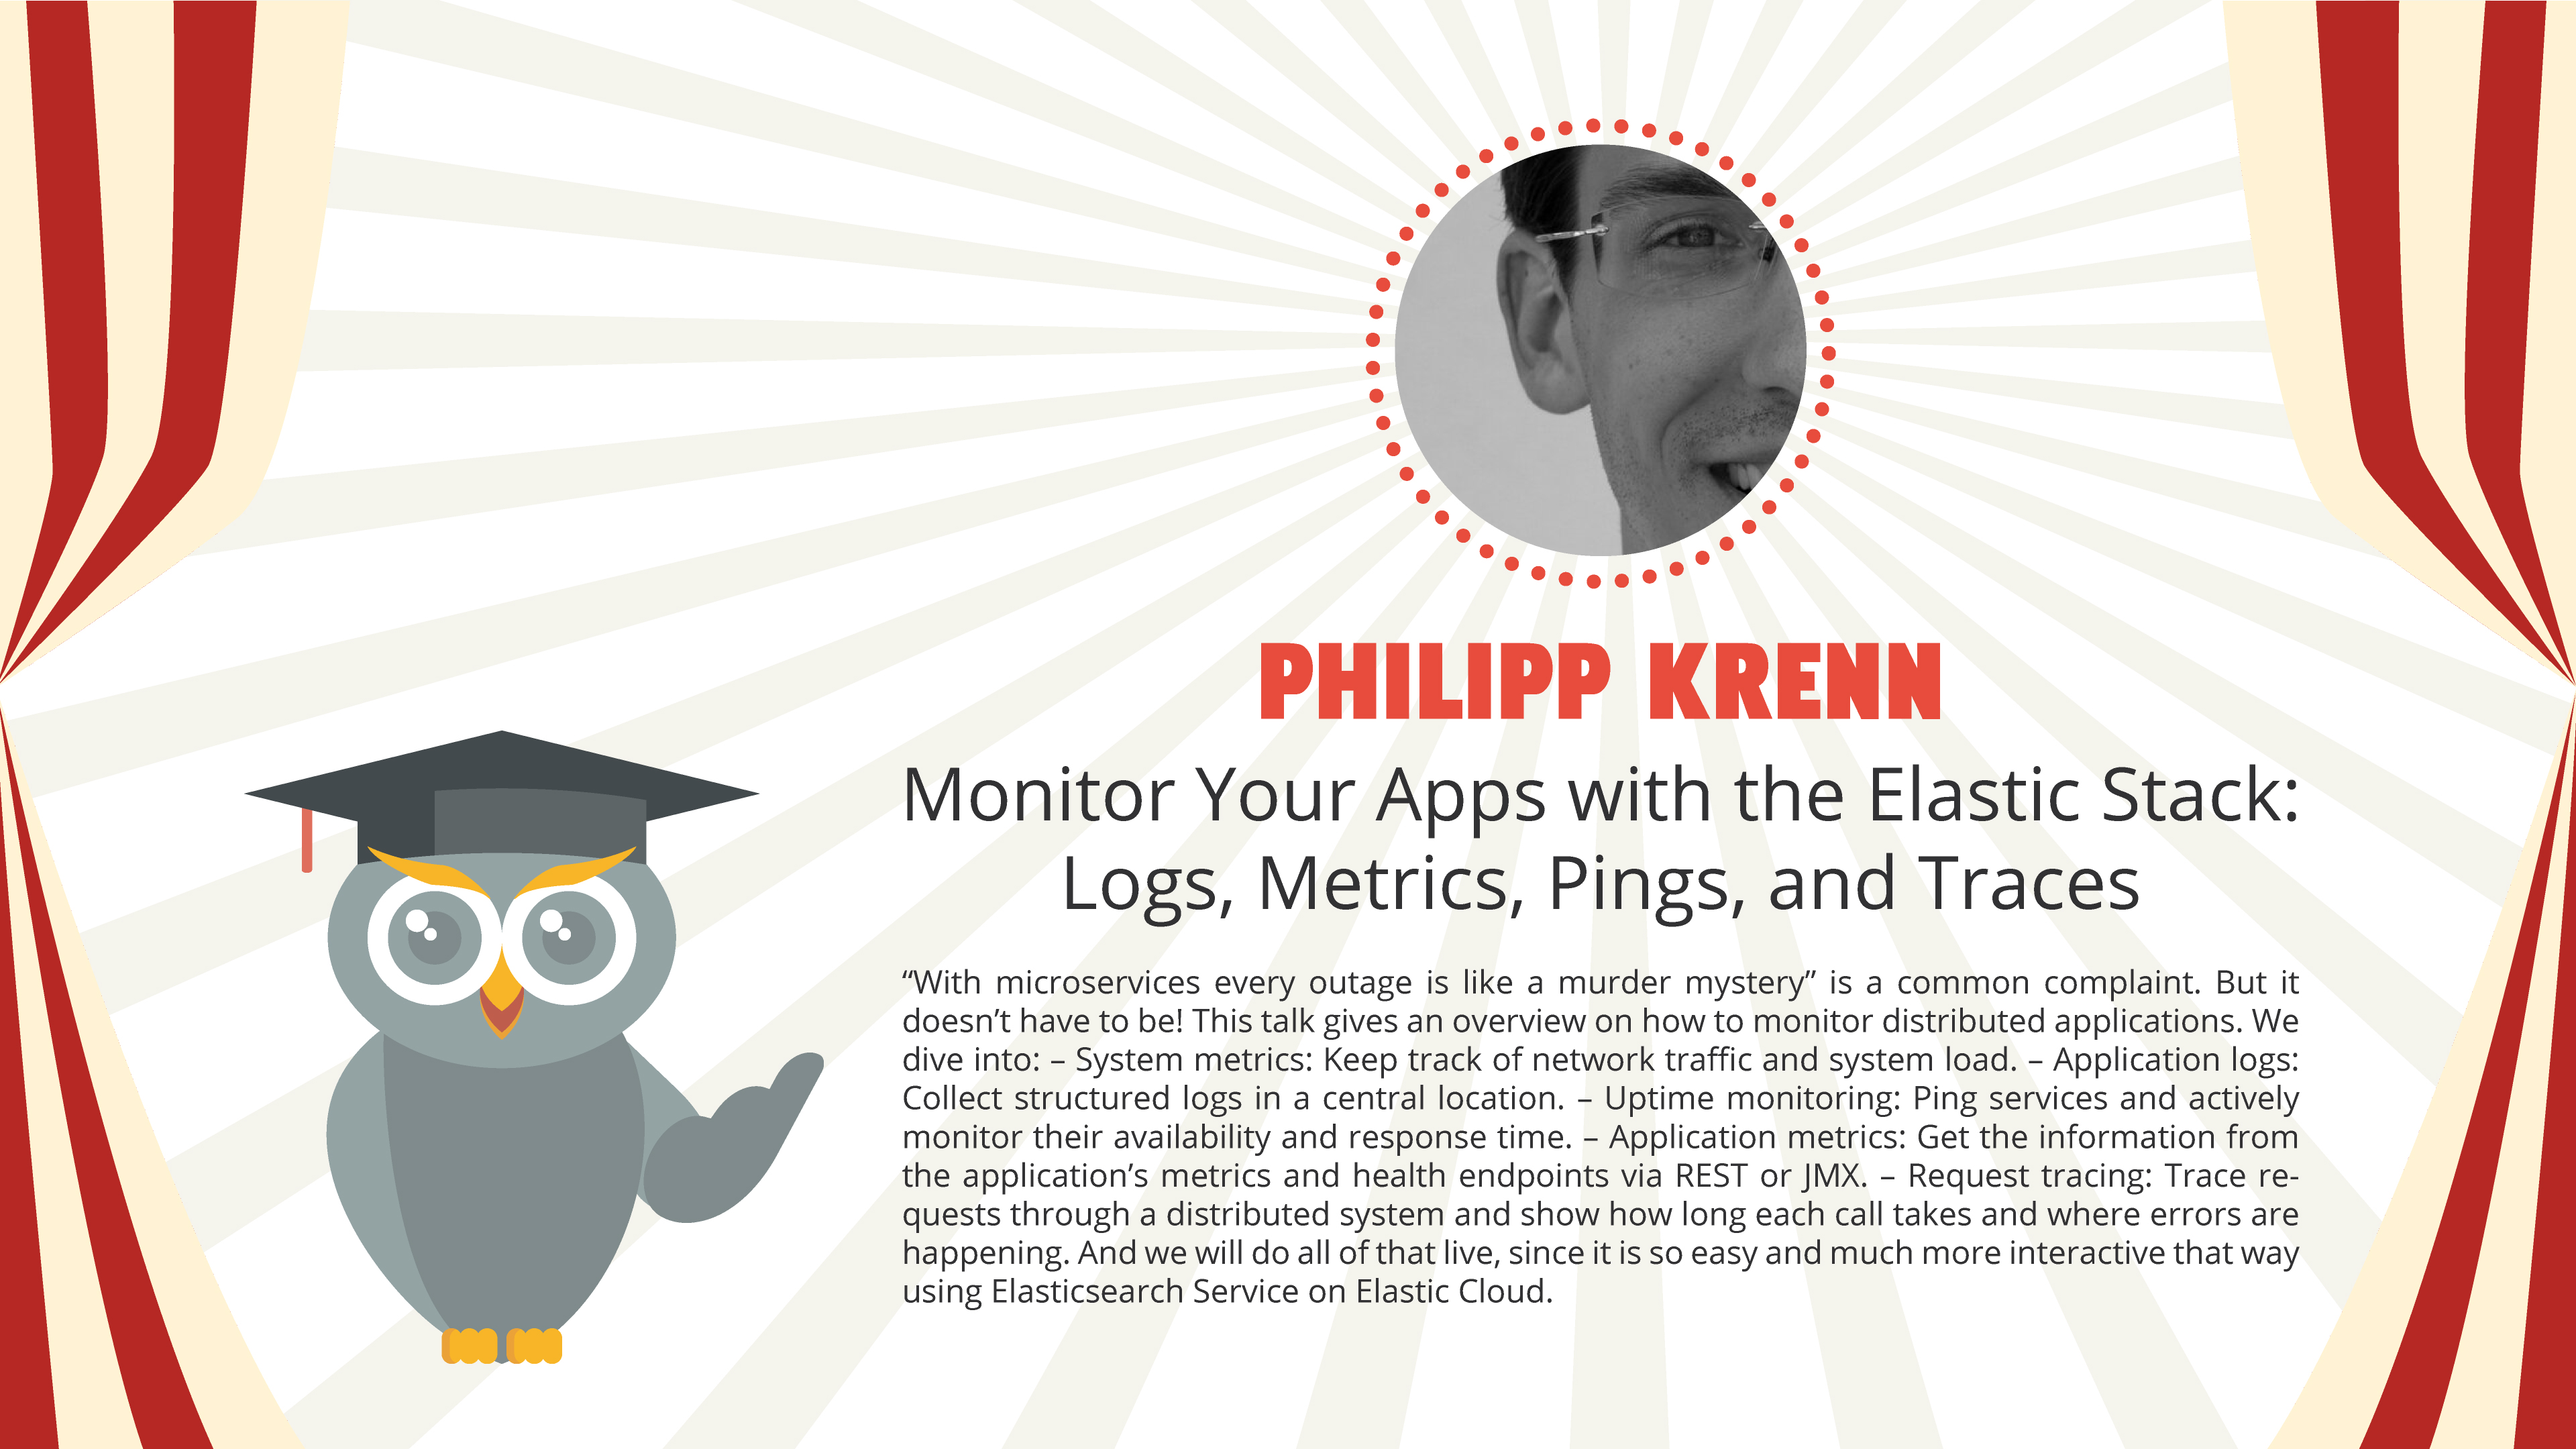 PHILIPP KRENN
Monitor Your Apps with the Elastic Stack:
Logs, Metrics, Pings, and Traces
“With microservices every outage is like a murder mystery” is a common complaint. But it
doesn’t have to be! This talk gives an overview on how to monitor distributed applications. We
dive into: – System metrics: Keep track of network traffic and system load. – Application logs:
Collect structured logs in a central location. – Uptime monitoring: Ping services and actively
monitor their availability and response time. – Application metrics: Get the information from
the application’s metrics and health endpoints via REST or JMX. – Request tracing: Trace re-
quests through a distributed system and show how long each call takes and where errors are
happening. And we will do all of that live, since it is so easy and much more interactive that way
using Elasticsearch Service on Elastic Cloud.